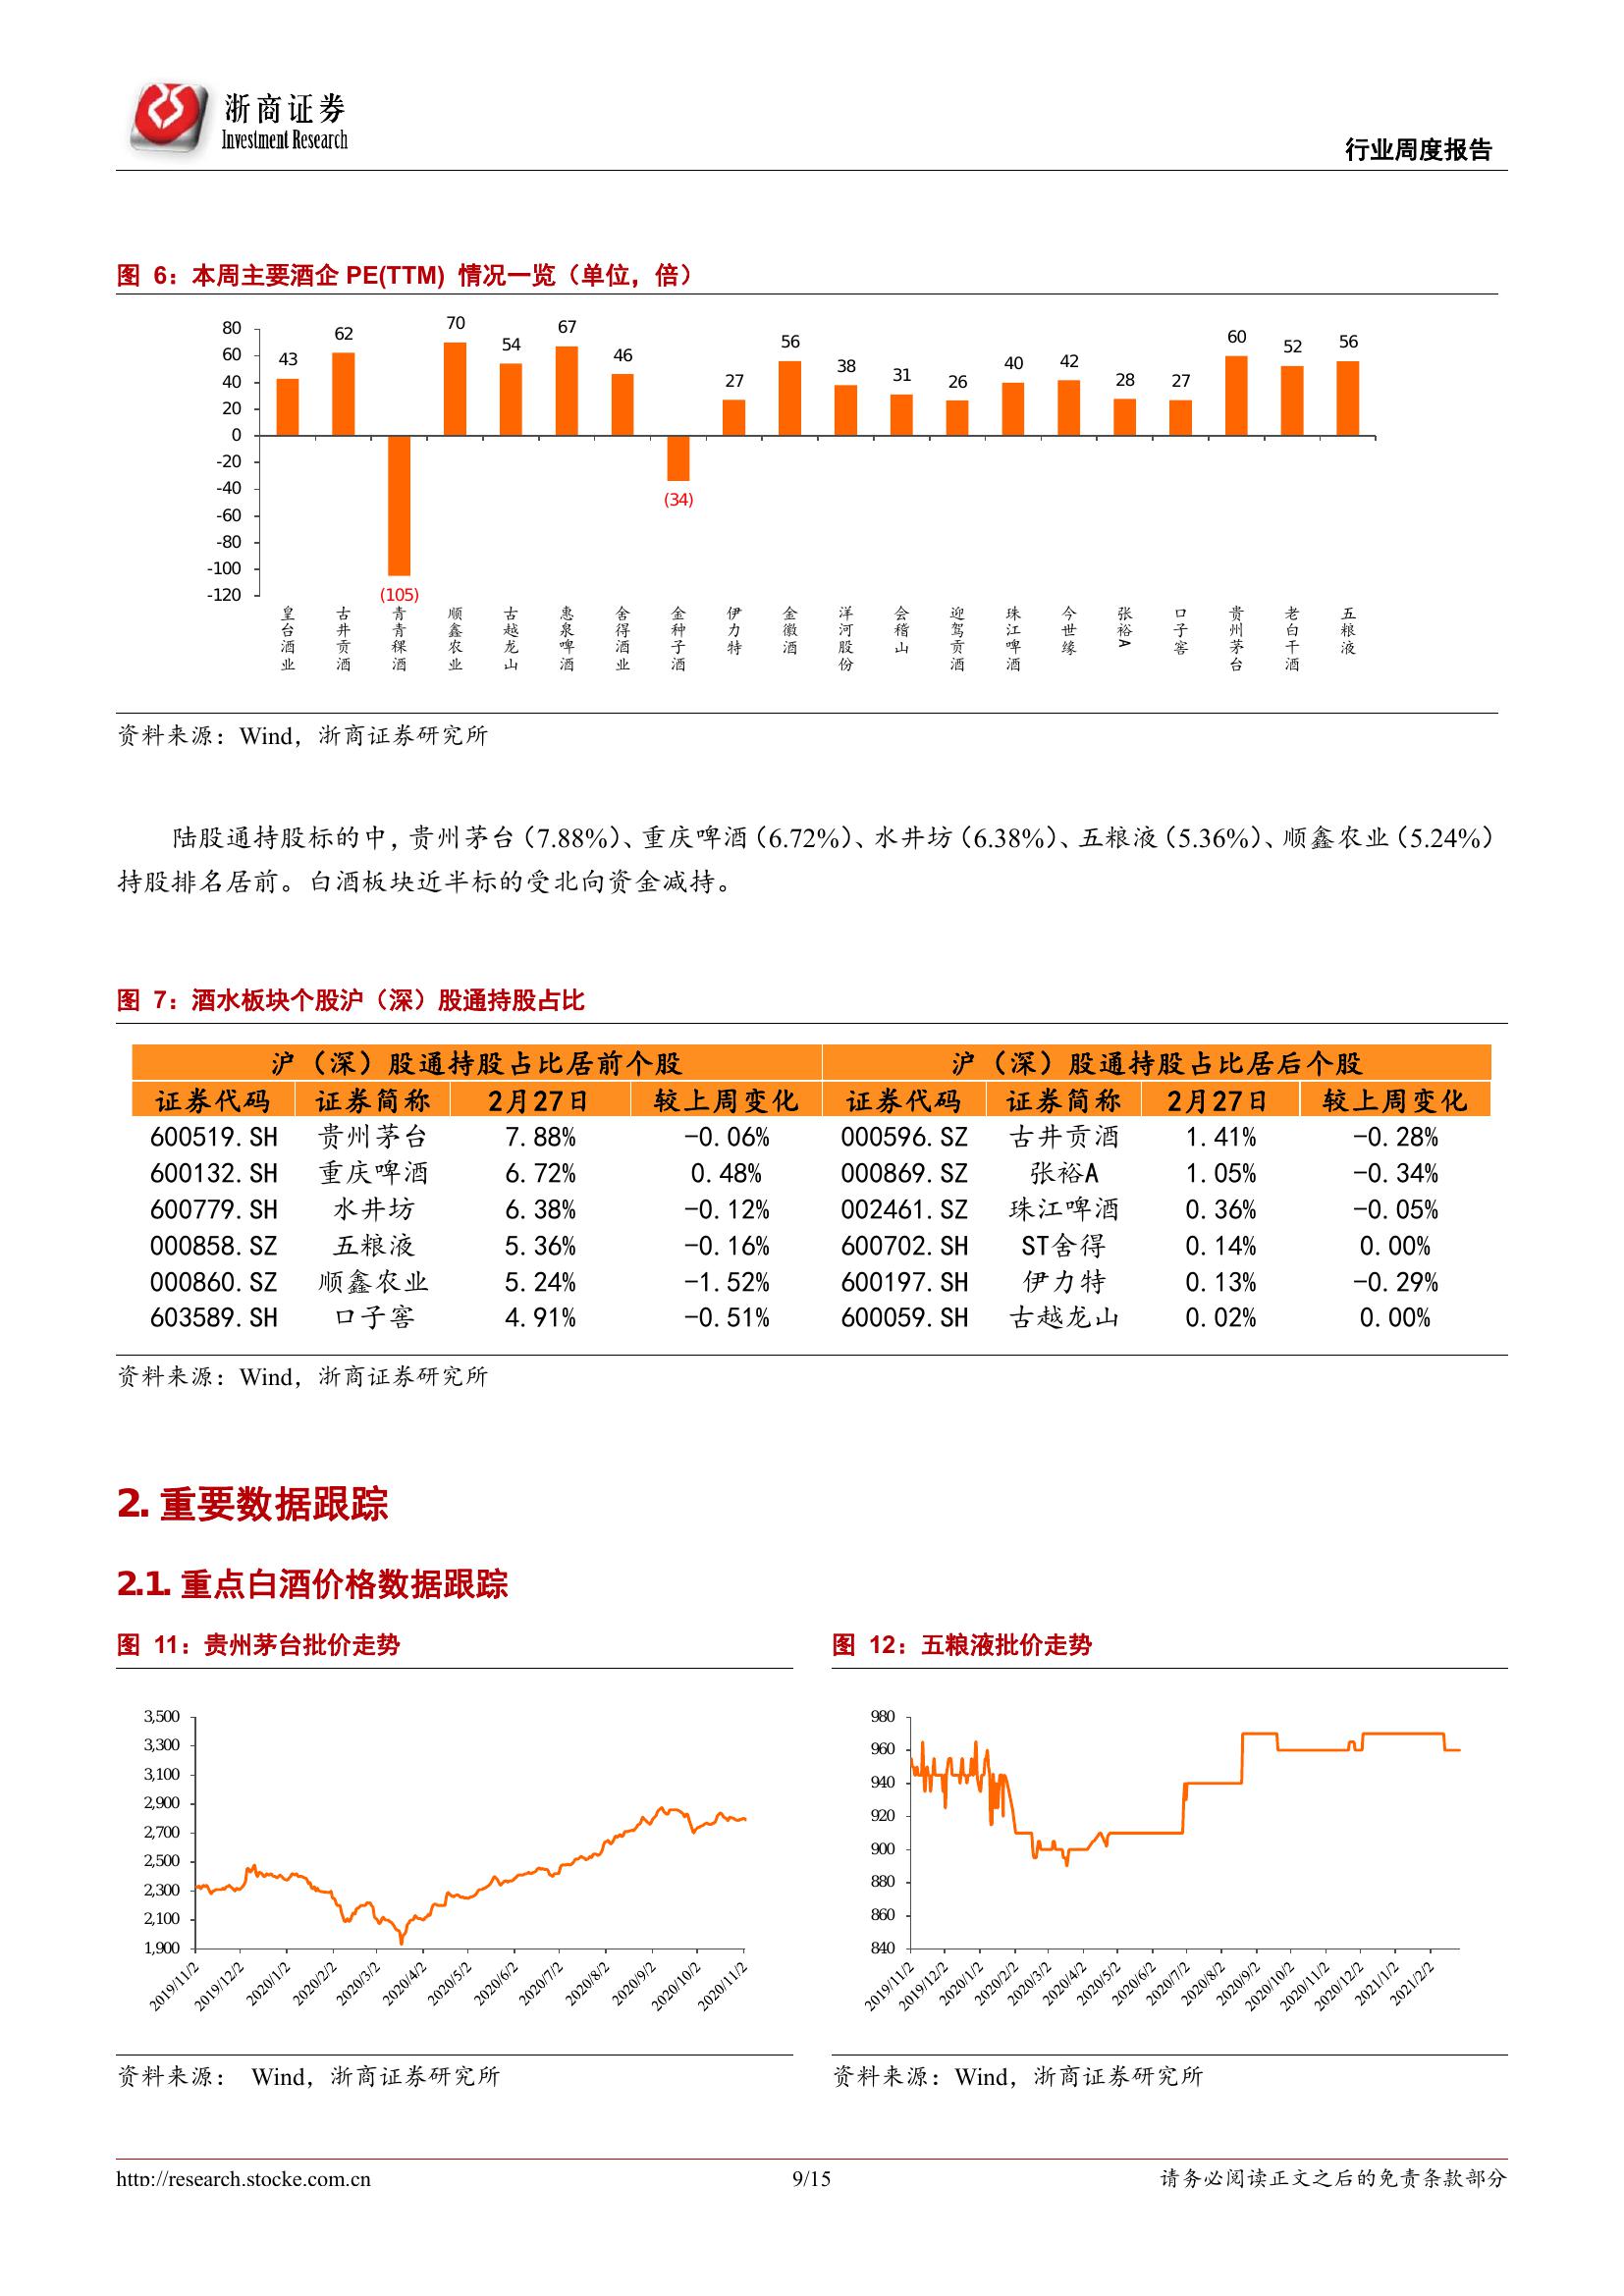 浙商证券
Investment Research
行业周度报告
图 6：本周主要酒企 PE(TTM) 情况一览（单位，倍）
80
60
40
20
0
-20
-40
-60
-80
-100
-120
43 62 (105) 70 54 67 46 (34) 27 56 38 31 26 40 42 28 27 60 52 56
皇台酒业 古井贡酒 青青稞酒 顺鑫农业 古越龙山 惠泉啤酒 舍得酒业 金种子酒 伊力特 金徽酒 洋河股份 会稽山 迎驾贡酒 珠江啤酒 今世缘 张裕A 口子窖 贵州茅台 老白干酒 五粮液
资料来源：Wind，浙商证券研究所
陆股通持股标的中，贵州茅台（7.88%）、重庆啤酒（6.72%）、水井坊（6.38%）、五粮液（5.36%）、顺鑫农业（5.24%）
持股排名居前。白酒板块近半标的受北向资金减持。
图 7：酒水板块个股沪（深）股通持股占比
沪（深）股通持股占比居前个股 沪（深）股通持股占比居后个股
证券代码 证券简称 2月27日 较上周变化 证券代码 证券简称 2月27日 较上周变化
600519.SH 贵州茅台 7.88% -0.06% 000596.SZ 古井贡酒 1.41% -0.28%
600132.SH 重庆啤酒 6.72% 0.48% 000869.SZ 张裕A 1.05% -0.34%
600779.SH 水井坊 6.38% -0.12% 002461.SZ 珠江啤酒 0.36% -0.05%
000858.SZ 五粮液 5.36% -0.16% 600702.SH ST舍得 0.14% 0.00%
000860.SZ 顺鑫农业 5.24% -1.52% 600197.SH 伊力特 0.13% -0.29%
603589.SH 口子窖 4.91% -0.51% 600059.SH 古越龙山 0.02% 0.00%
资料来源：Wind，浙商证券研究所
2. 重要数据跟踪
2.1. 重点白酒价格数据跟踪
图 11：贵州茅台批价走势
3,500
3,300
3,100
2,900
2,700
2,500
2,300
2,100
1,900
2019/11/2 2019/12/2 2020/1/2 2020/2/2 2020/3/2 2020/4/2 2020/5/2 2020/6/2 2020/7/2 2020/8/2 2020/9/2 2020/10/2 2020/11/2
资料来源： Wind，浙商证券研究所
图 12：五粮液批价走势
980
960
940
920
900
880
860
840
2019/11/2 2019/12/2 2020/1/2 2020/2/2 2020/3/2 2020/4/2 2020/5/2 2020/6/2 2020/7/2 2020/8/2 2020/9/2 2020/10/2 2020/11/2 2020/12/2 2021/1/2 2021/2/2
资料来源：Wind，浙商证券研究所
http://research.stocke.com.cn 9/15 请务必阅读正文之后的免责条款部分